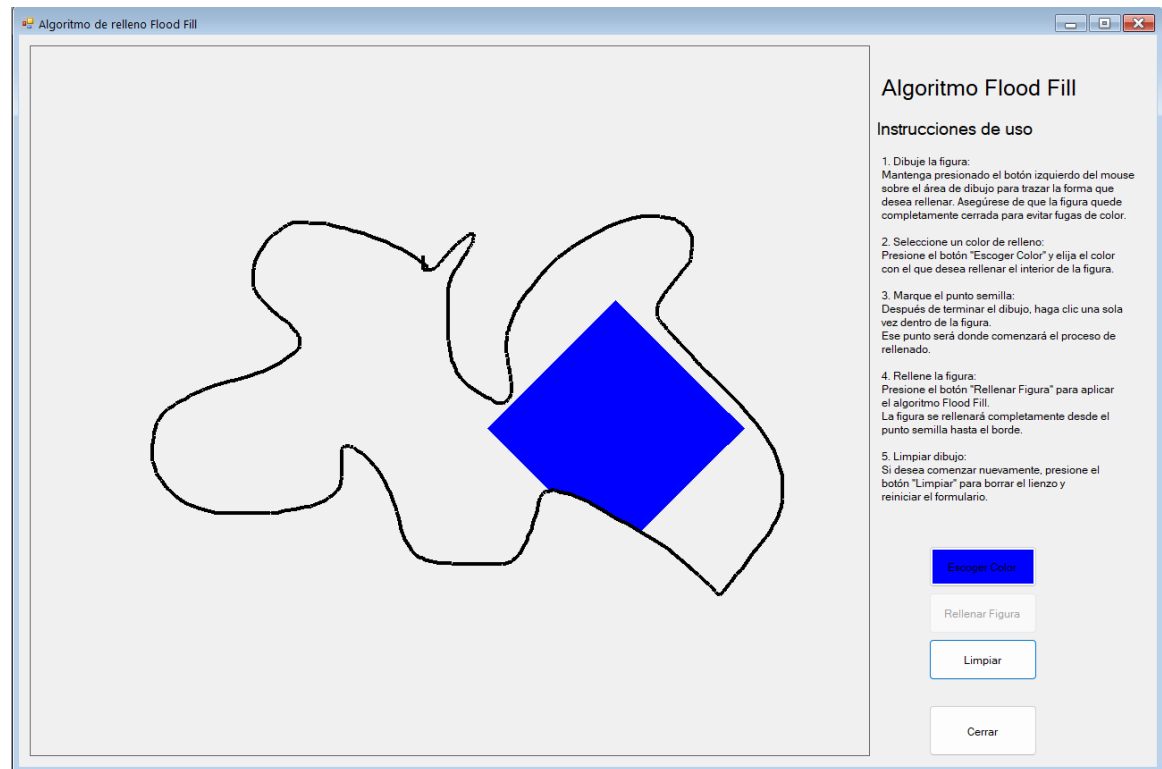 Algoritmo de relleno Flood Fill
Algoritmo Flood Fill
Instrucciones de uso
1. Dibuje la figura:
Mantenga presionado el botón izquierdo del mouse
sobre el área de dibujo para trazar la forma que
desea rellenar. Asegúrese de que la figura quede
completamente cerrada para evitar fugas de color.
2. Seleccione un color de relleno:
Presione el botón "Escoger Color" y elija el color
con el que desea rellenar el interior de la figura.
3. Marque el punto semilla:
Después de terminar el dibujo, haga clic una sola
vez dentro de la figura.
Ese punto será donde comenzará el proceso de
rellenado.
4. Rellene la figura:
Presione el botón "Rellenar Figura" para aplicar
el algoritmo Flood Fill.
La figura se rellenará completamente desde el
punto semilla hasta el borde.
5. Limpiar dibujo:
Si desea comenzar nuevamente, presione el
botón "Limpiar" para borrar el lienzo y
reiniciar el formulario.
Escoger Color
Rellenar Figura
Limpiar
Cerrar